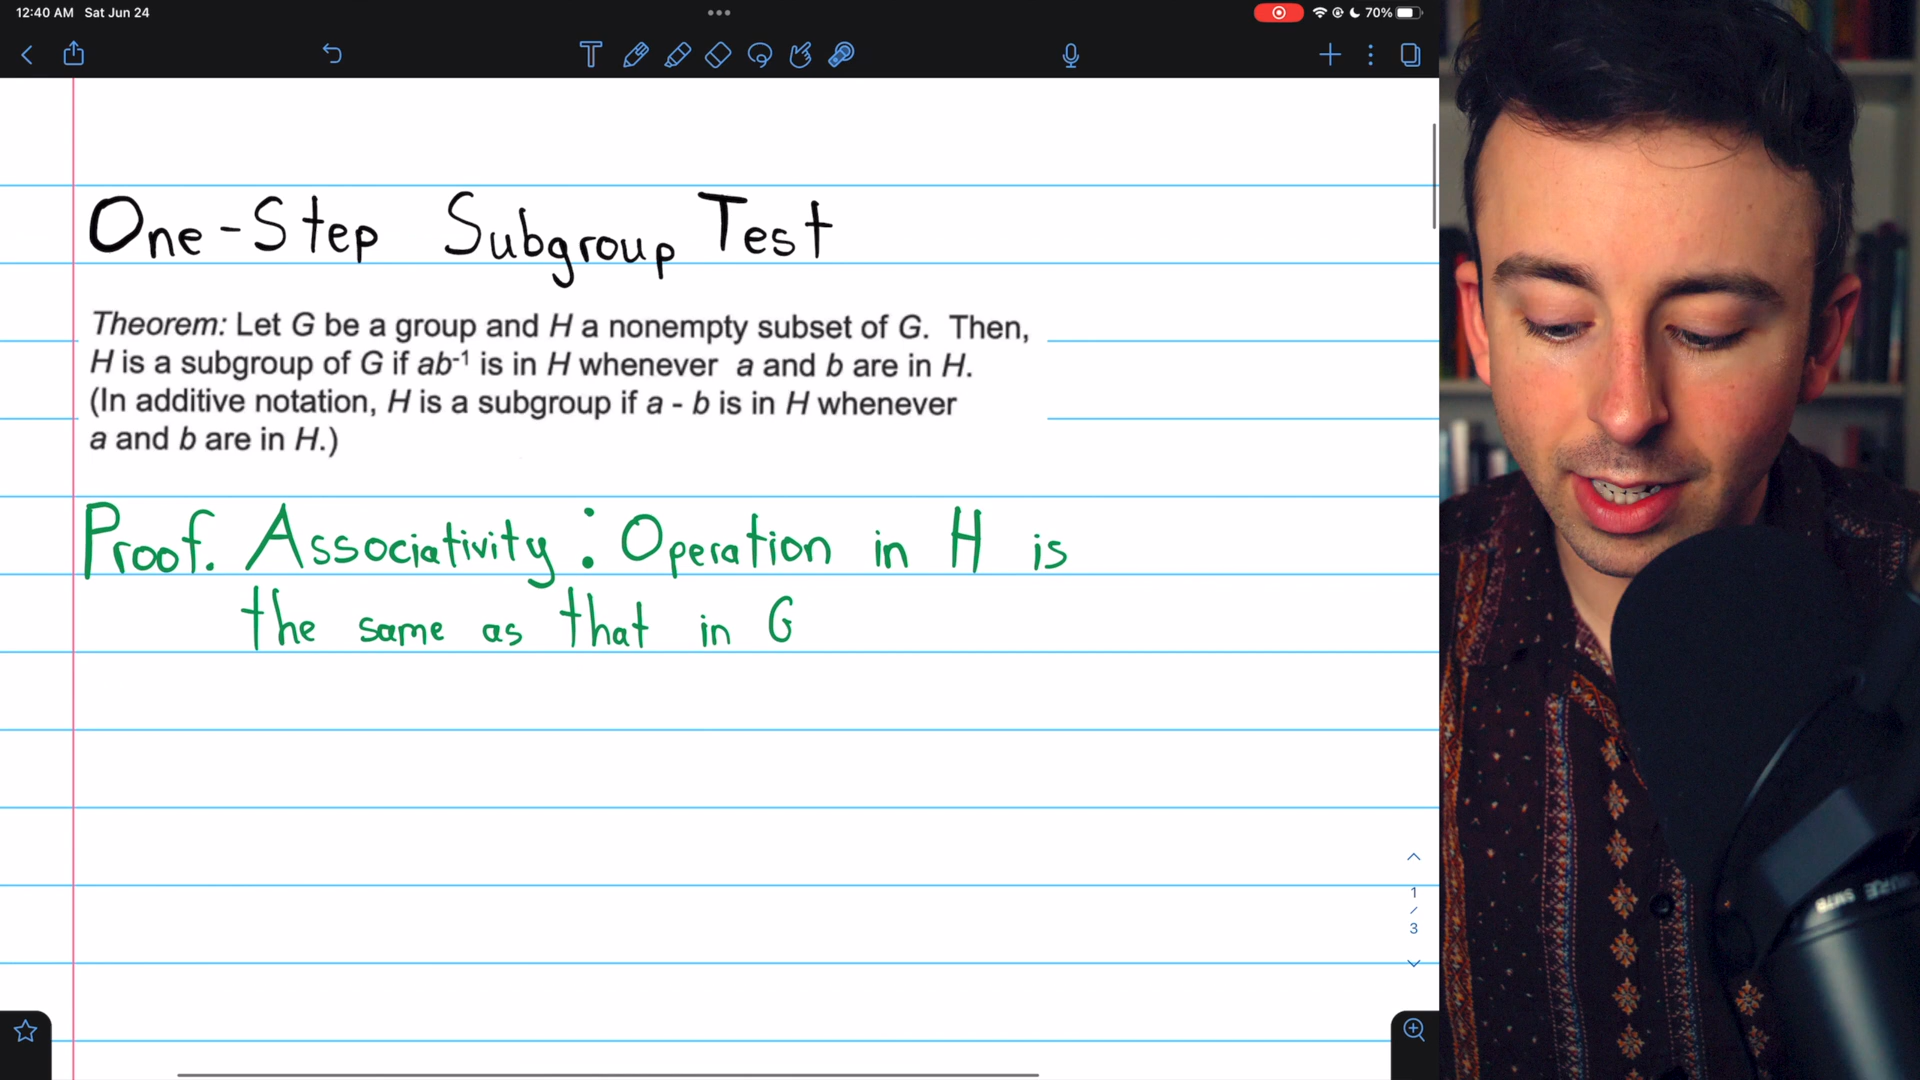 12:40 AM Sat Jun 24
70%
One-Step Subgroup Test
Theorem: Let G be a group and H a nonempty subset of G. Then,
H is a subgroup of G if ab⁻¹ is in H whenever a and b are in H.
(In additive notation, H is a subgroup if a - b is in H whenever
a and b are in H.)
Proof. Associativity: Operation in H is
the same as that in G
1
/
3
SM7B